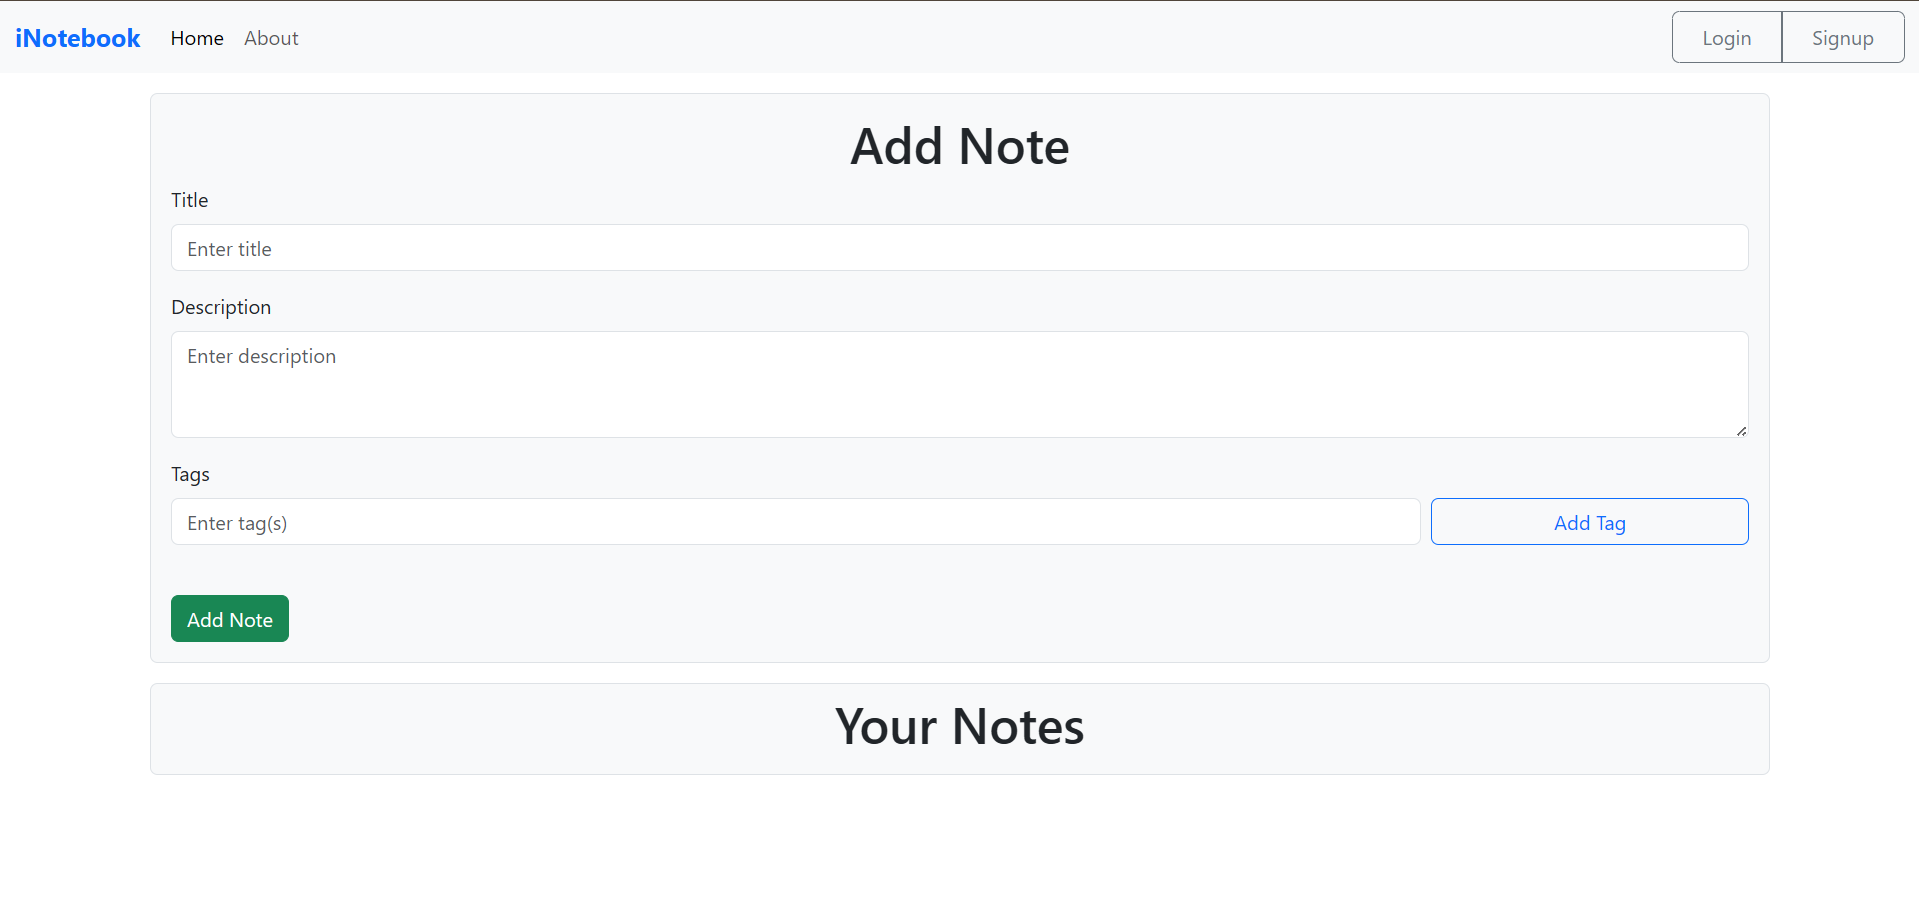 iNotebook Home About Login Signup
Add Note
Title
Enter title
Description
Enter description
Tags
Enter tag(s) Add Tag
Add Note
Your Notes